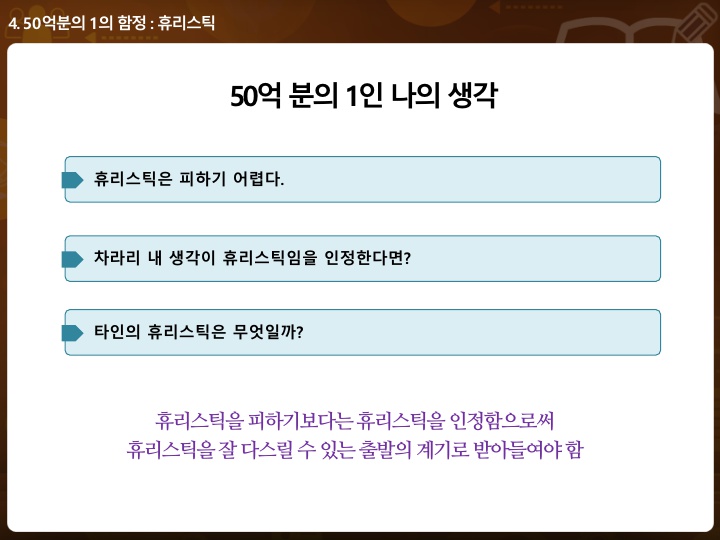 4. 50억분의 1의 함정 : 휴리스틱
50억 분의 1인 나의 생각
휴리스틱은 피하기 어렵다.
차라리 내 생각이 휴리스틱임을 인정한다면?
타인의 휴리스틱은 무엇일까?
휴리스틱을 피하기보다는 휴리스틱을 인정함으로써
휴리스틱을 잘 다스릴 수 있는 출발의 계기로 받아들여야 함